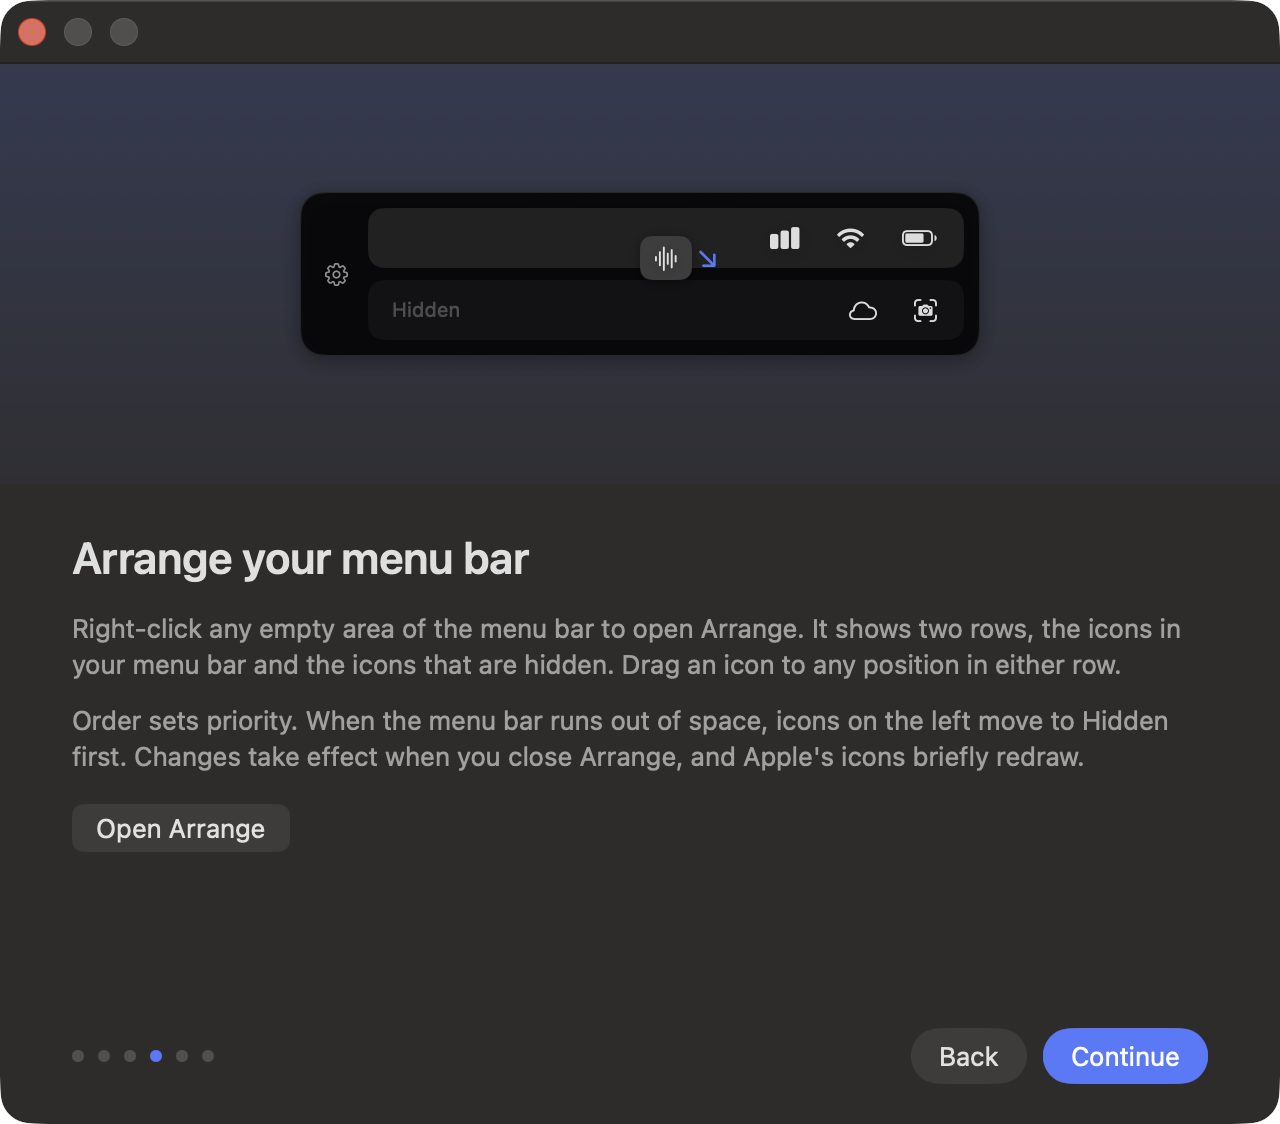 Hidden
Arrange your menu bar
Right-click any empty area of the menu bar to open Arrange. It shows two rows, the icons in
your menu bar and the icons that are hidden. Drag an icon to any position in either row.
Order sets priority. When the menu bar runs out of space, icons on the left move to Hidden
first. Changes take effect when you close Arrange, and Apple's icons briefly redraw.
Open Arrange
Back
Continue